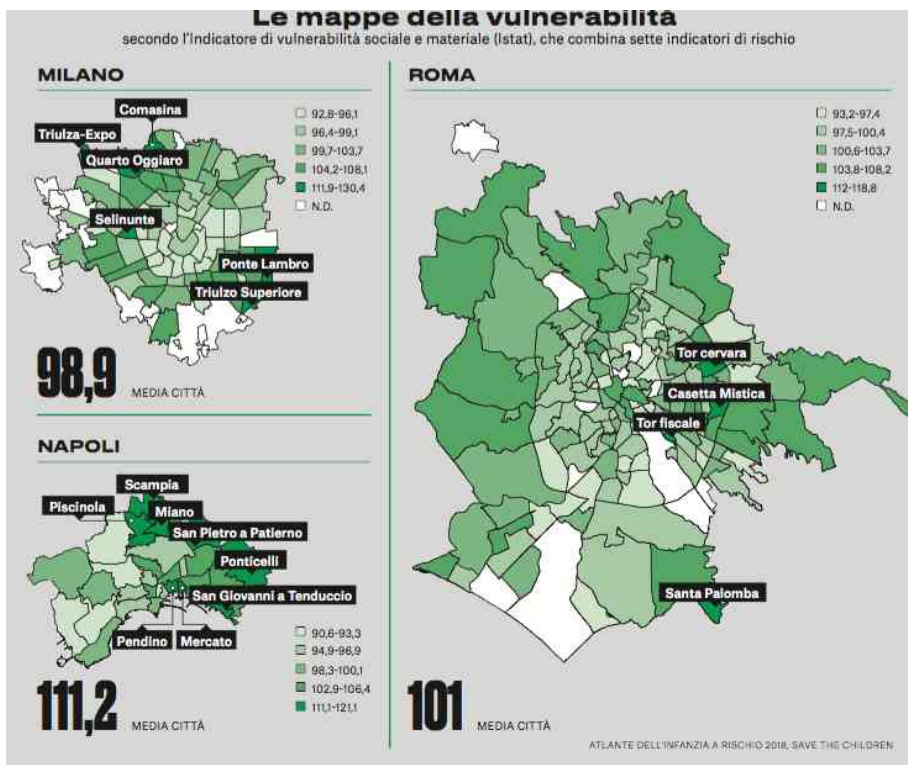 Le mappe della vulnerabilità
secondo l'Indicatore di vulnerabilità sociale e materiale (Istat), che combina sette indicatori di rischio
MILANO
Comasina
Triulza-Expo
Quarto Oggiaro
Selinunte
Ponte Lambro
Triulzo Superiore
92,8-96,1
96,4-99,1
99,7-103,7
104,2-108,1
111,9-130,4
N.D.
98,9 MEDIA CITTÀ
NAPOLI
Scampia
Piscinola
Miano
San Pietro a Patierno
Ponticelli
San Giovanni a Tenduccio
Pendino
Mercato
90,6-93,3
94,9-96,9
98,3-100,1
102,9-106,4
111,1-121,1
111,2 MEDIA CITTÀ
ROMA
93,2-97,4
97,5-100,4
100,6-103,7
103,8-108,2
112-118,8
N.D.
Tor cervara
Casetta Mistica
Tor fiscale
Santa Palomba
101 MEDIA CITTÀ
ATLANTE DELL'INFANZIA A RISCHIO 2018, SAVE THE CHILDREN